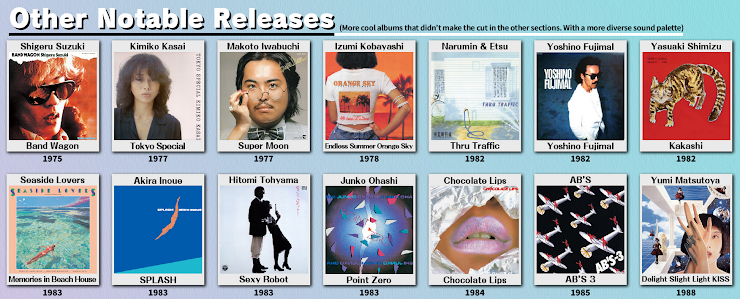 Other Notable Releases (More cool albums that didn't make the cut in the other sections. With a more diverse sound palette)
Shigeru Suzuki
BAND WAGON Shigeru Suzuki
Band Wagon
1975
Kimiko Kasai
TOKYO SPECIAL KIMIKO KASAI
Tokyo Special
1977
Makoto Iwabuchi
Super Moon
1977
Izumi Kobayashi
ORANGE SKY
Endless Summer Orange Sky
1978
Narumin & Etsu
THRU TRAFFIC
Thru Traffic
1982
Yoshino Fujimal
YOSHINO
FUJIMAL
Yoshino Fujimal
1982
Yasuaki Shimizu
Kakashi
1982
Seaside Lovers
SEASIDE LOVERS
Memories in Beach House
1983
Akira Inoue
SPLASH
SPLASH
1983
Hitomi Tohyama
Sexy Robot
1983
Junko Ohashi
Point Zero
1983
Chocolate Lips
CHOCOLATE LIPS
Chocolate Lips
1984
AB'S
AB'S-3
AB'S 3
1985
Yumi Matsutoya
Delight Slight Light KISS
1988